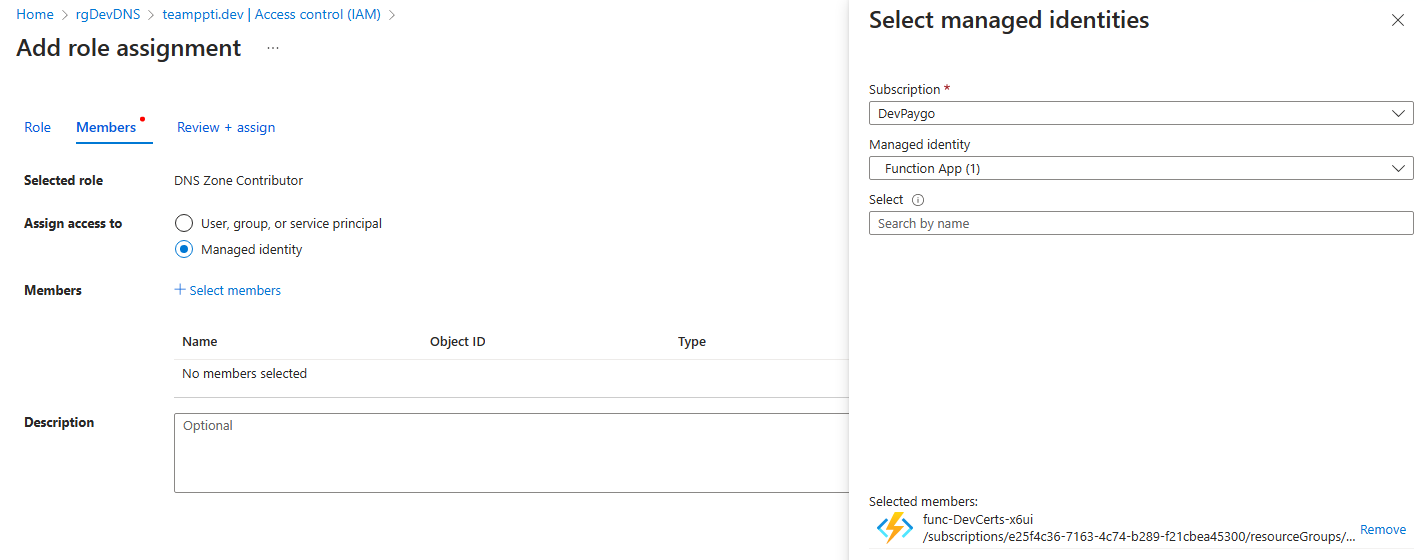 Home > rgDevDNS > teamppti.dev | Access control (IAM) >
Add role assignment ...
Role Members Review + assign
Selected role DNS Zone Contributor
Assign access to User, group, or service principal
Managed identity
Members + Select members
Name Object ID Type
No members selected
Description Optional
Select managed identities
Subscription *
DevPaygo
Managed identity
Function App (1)
Select
Search by name
Selected members:
func-DevCerts-x6ui
/subscriptions/e25f4c36-7163-4c74-b289-f21cbea45300/resourceGroups/...
Remove